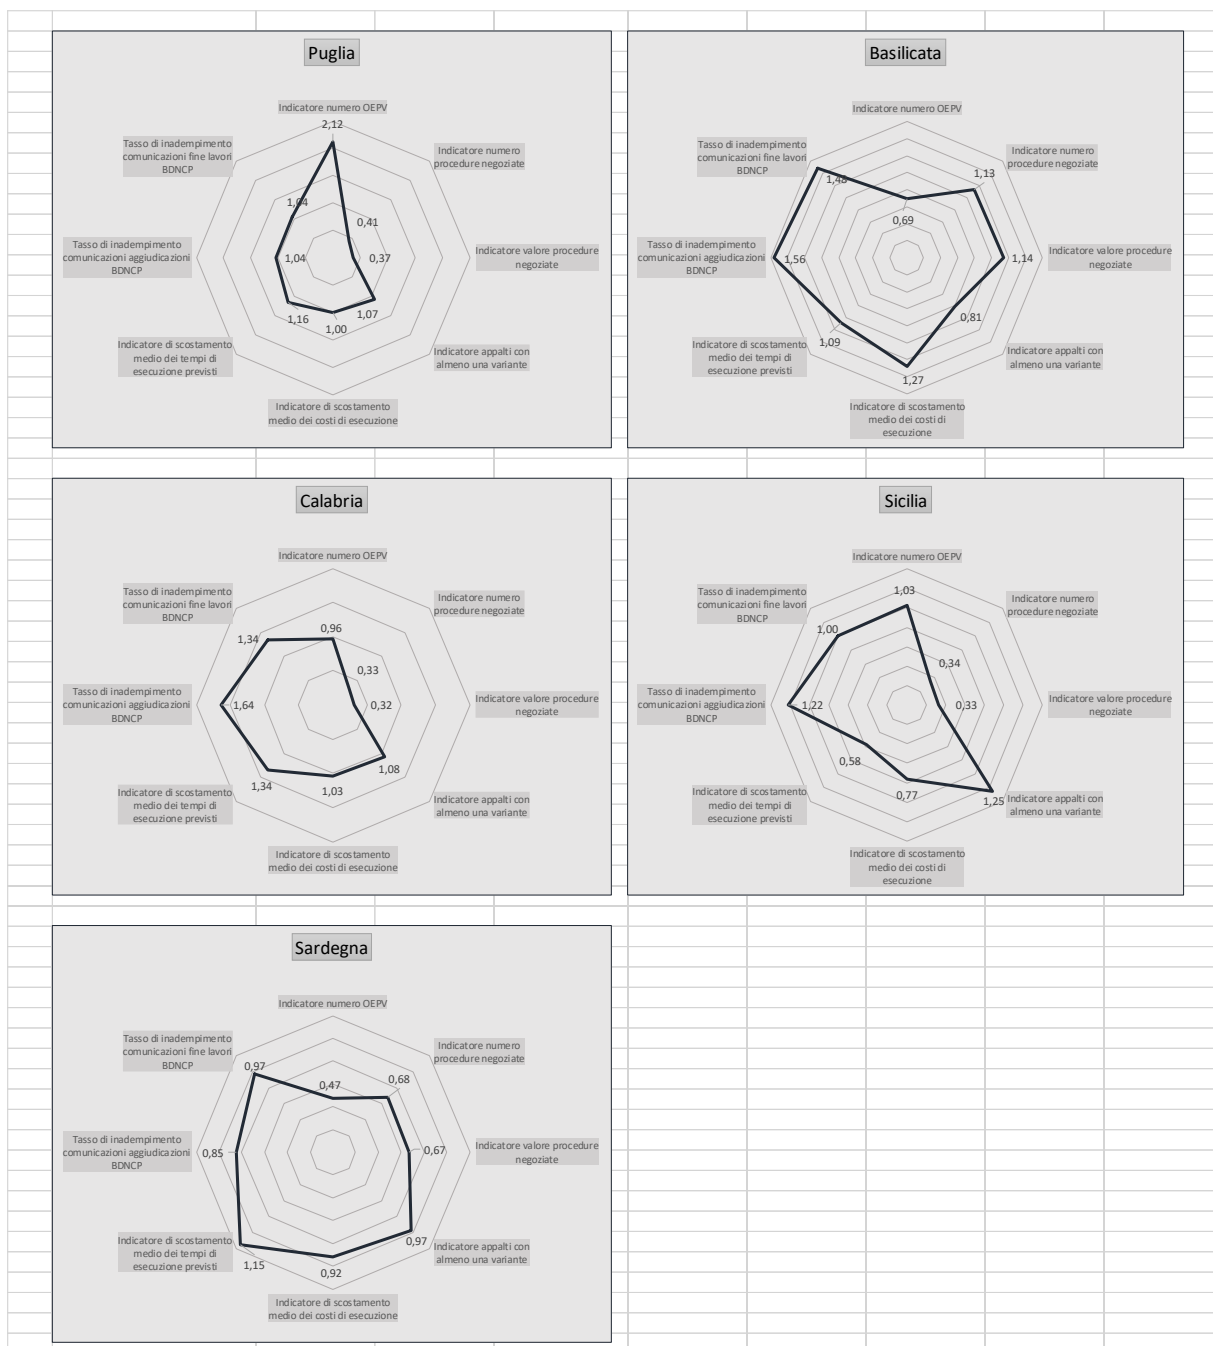 Puglia
Indicatore numero OEPV
2,12
Tasso di inadempimento
comunicazioni fine lavori
BDNCP
Indicatore numero
procedure negoziate
1,04
0,41
Tasso di inadempimento
comunicazioni aggiudicazioni
BDNCP
1,04
0,37
Indicatore valore procedure
negoziate
1,16
1,00
1,07
Indicatore di scostamento
medio dei tempi di
esecuzione previsti
Indicatore appalti con
almeno una variante
Indicatore di scostamento
medio dei costi di esecuzione
Basilicata
Indicatore numero OEPV
Tasso di inadempimento
comunicazioni fine lavori
BDNCP
Indicatore numero
procedure negoziate
1,48
1,13
0,69
Tasso di inadempimento
comunicazioni aggiudicazioni
BDNCP
1,56
1,14
Indicatore valore procedure
negoziate
0,81
1,09
Indicatore di scostamento
medio dei tempi di
esecuzione previsti
Indicatore appalti con
almeno una variante
1,27
Indicatore di scostamento
medio dei costi di
esecuzione
Calabria
Indicatore numero OEPV
Tasso di inadempimento
comunicazioni fine lavori
BDNCP
Indicatore numero
procedure negoziate
1,34
0,96
0,33
Tasso di inadempimento
comunicazioni aggiudicazioni
BDNCP
1,64
0,32
Indicatore valore procedure
negoziate
1,34
1,03
1,08
Indicatore di scostamento
medio dei tempi di
esecuzione previsti
Indicatore appalti con
almeno una variante
Indicatore di scostamento
medio dei costi di esecuzione
Sicilia
Indicatore numero OEPV
1,03
Tasso di inadempimento
comunicazioni fine lavori
BDNCP
Indicatore numero
procedure negoziate
1,00
0,34
Tasso di inadempimento
comunicazioni aggiudicazioni
BDNCP
1,22
0,33
Indicatore valore procedure
negoziate
0,58
0,77
1,25
Indicatore di scostamento
medio dei tempi di
esecuzione previsti
Indicatore appalti con
almeno una variante
Indicatore di scostamento
medio dei costi di
esecuzione
Sardegna
Indicatore numero OEPV
Tasso di inadempimento
comunicazioni fine lavori
BDNCP
Indicatore numero
procedure negoziate
0,97
0,47
0,68
Tasso di inadempimento
comunicazioni aggiudicazioni
BDNCP
0,85
0,67
Indicatore valore procedure
negoziate
Indicatore di scostamento
medio dei tempi di
esecuzione previsti
1,15
0,92
0,97
Indicatore appalti con
almeno una variante
Indicatore di scostamento
medio dei costi di esecuzione